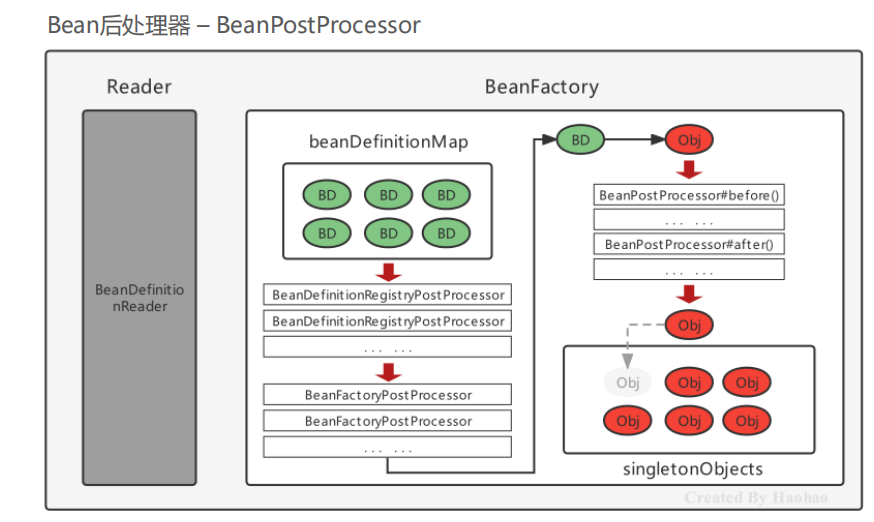 Bean后处理器 – BeanPostProcessor
Reader
BeanDefinitio
nReader
BeanFactory
beanDefinitionMap
BD BD BD
BD BD BD
BeanDefinitionRegistryPostProcessor
BeanDefinitionRegistryPostProcessor
... ...
BeanFactoryPostProcessor
BeanFactoryPostProcessor
... ...
BD Obj
BeanPostProcessor#before()
... ...
BeanPostProcessor#after()
... ...
Obj
Obj Obj Obj
Obj Obj Obj
singletonObjects
Created By Haohao